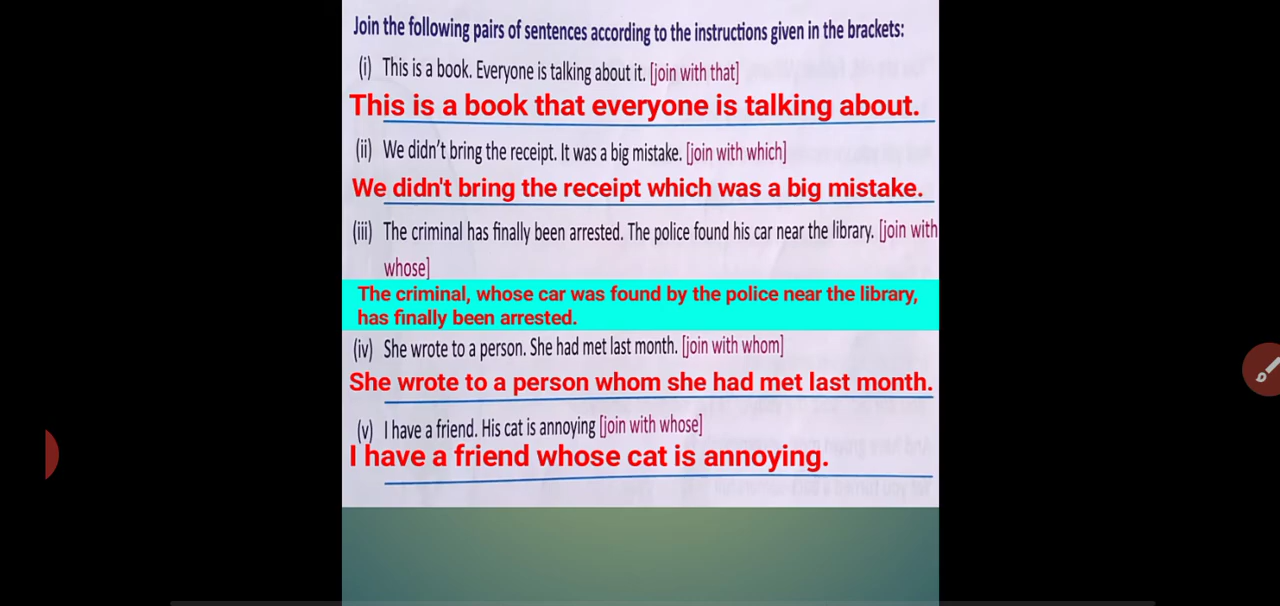 Join the following pairs of sentences according to the instructions given in the brackets:
(i) This is a book. Everyone is talking about it. [join with that]
This is a book that everyone is talking about.
(ii) We didn't bring the receipt. It was a big mistake. [join with which]
We didn't bring the receipt which was a big mistake.
(iii) The criminal has finally been arrested. The police found his car near the library. [join with
whose]
The criminal, whose car was found by the police near the library,
has finally been arrested.
(iv) She wrote to a person. She had met last month. [join with whom]
She wrote to a person whom she had met last month.
(v) I have a friend. His cat is annoying [join with whose]
I have a friend whose cat is annoying.